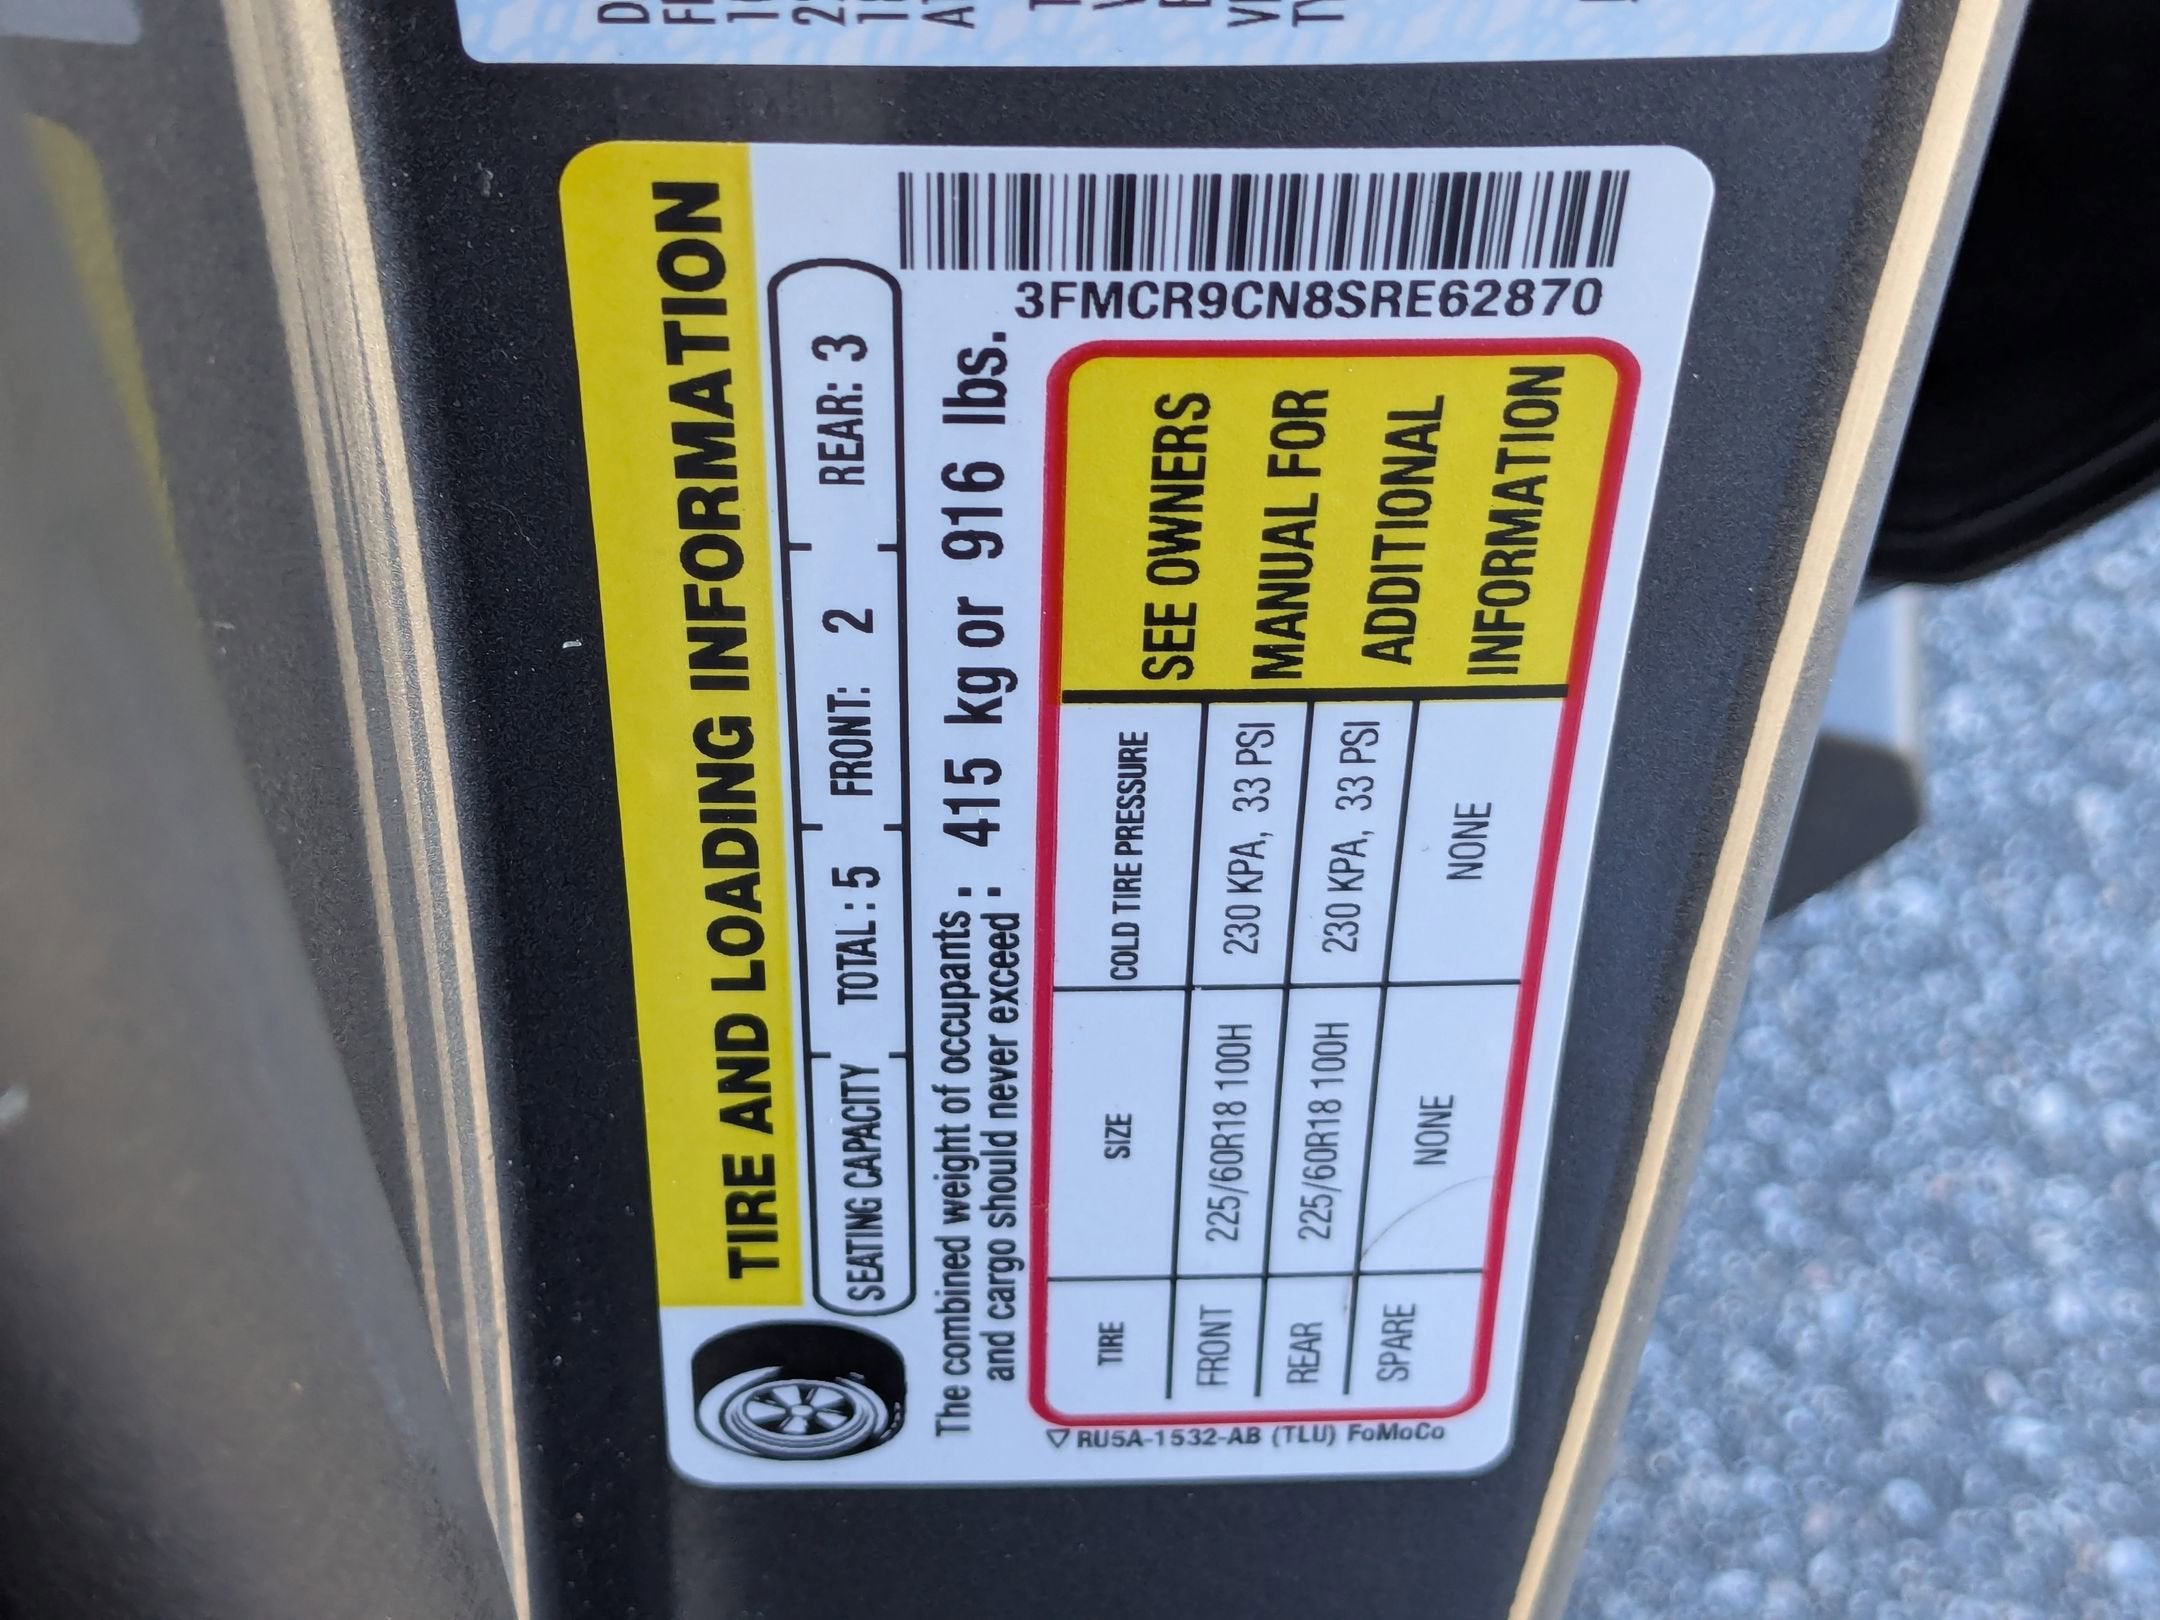 TIRE AND LOADING INFORMATION
SEATING CAPACITY TOTAL : 5 FRONT: 2 REAR: 3
The combined weight of occupants :
and cargo should never exceed : 415 kg or 916 lbs.
3FMCR9CN8SRE62870
TIRE SIZE COLD TIRE PRESSURE
FRONT 225/60R18 100H 230 KPA, 33 PSI
REAR 225/60R18 100H 230 KPA, 33 PSI
SPARE NONE NONE
SEE OWNERS
MANUAL FOR
ADDITIONAL
INFORMATION
RU5A-1532-AB (TLU) FoMoCo